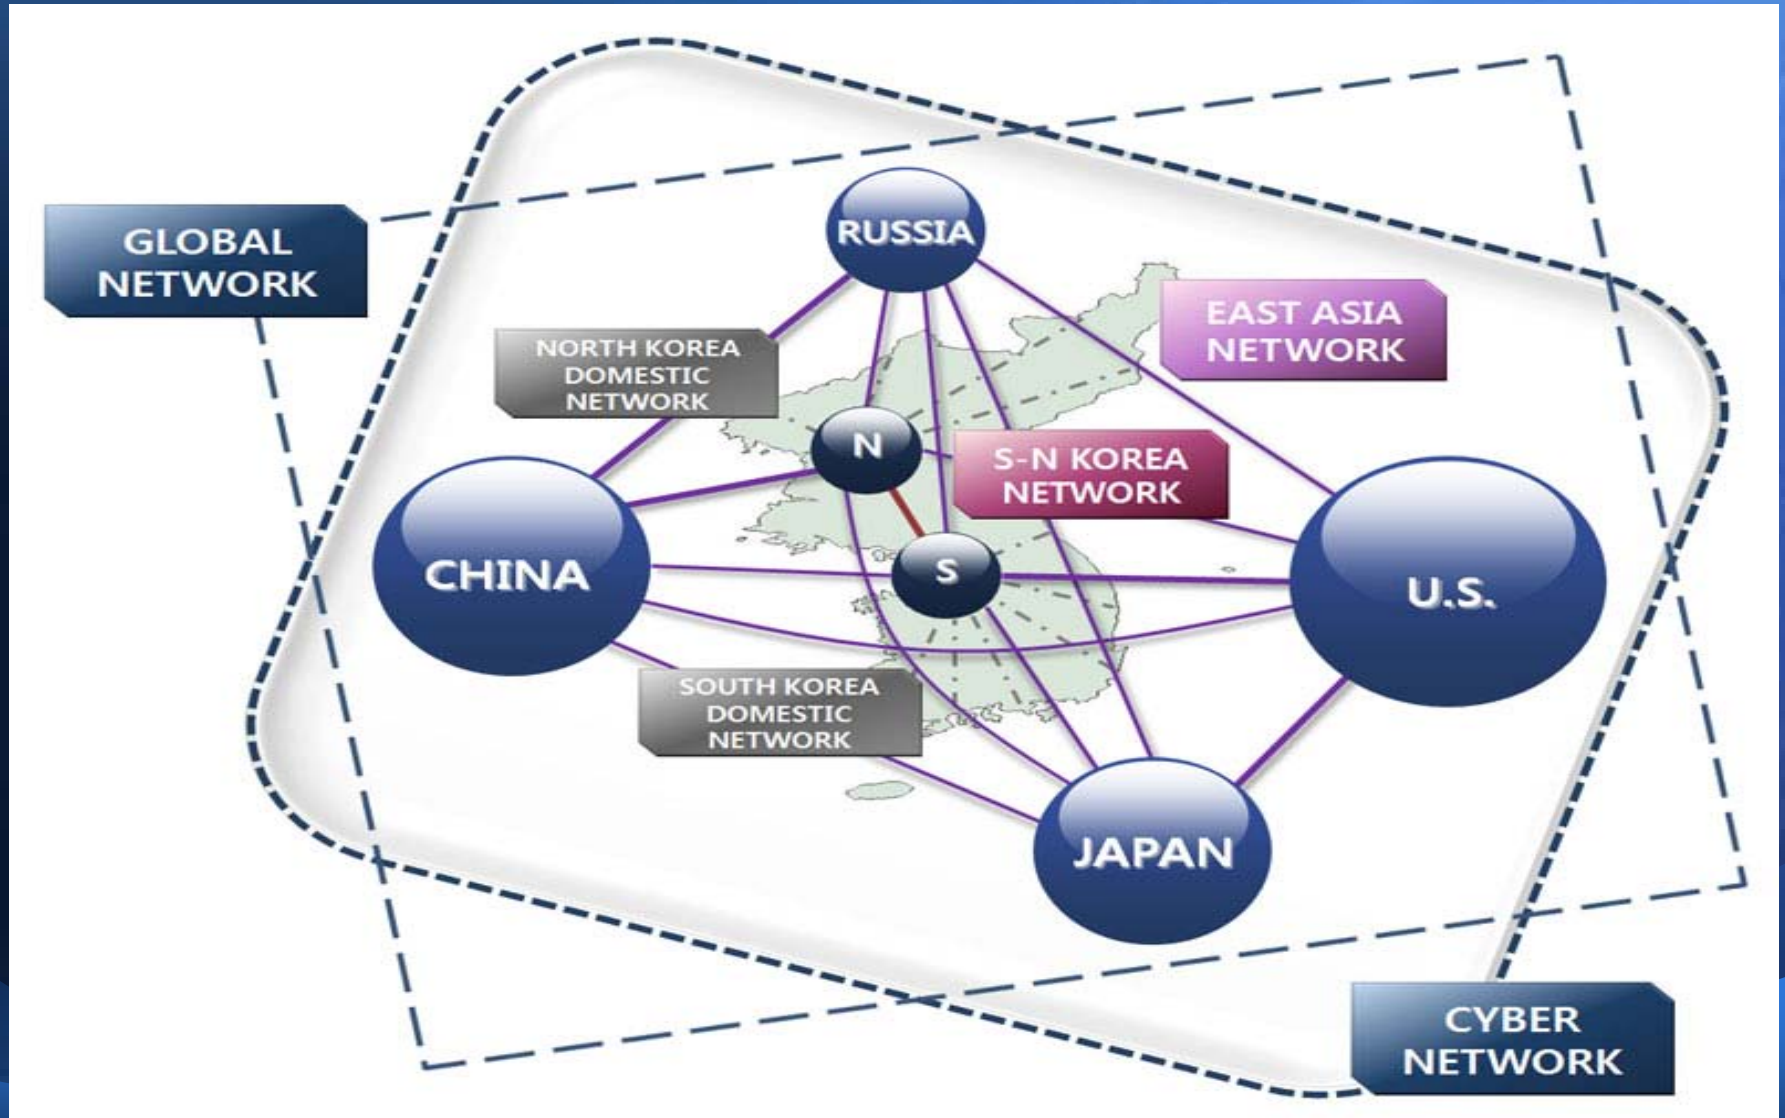 RUSSIA
GLOBAL
NETWORK
EAST ASIA
NETWORK
NORTH KOREA
DOMESTIC
NETWORK
N
S-N KOREA
NETWORK
CHINA
S
U.S.
SOUTH KOREA
DOMESTIC
NETWORK
JAPAN
CYBER
NETWORK